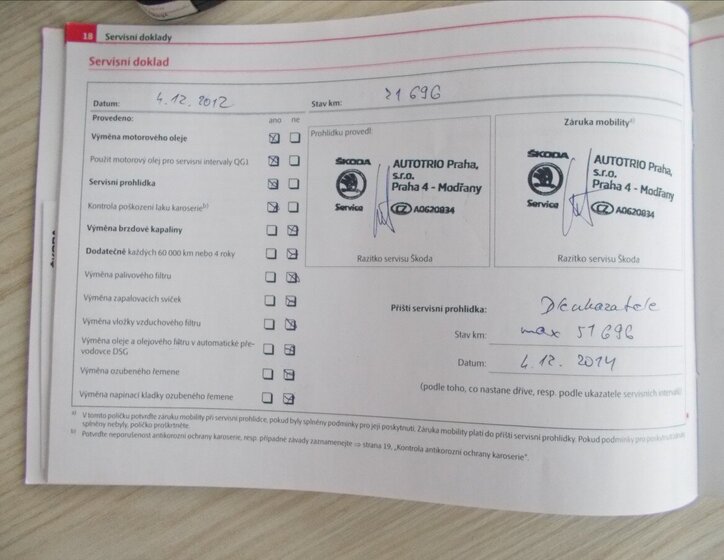 18 Servisní doklady
Servisní doklad
Datum: 4.12.2012 Stav km: 21 696
Provedeno: ano ne
Výměna motorového oleje
Použit motorový olej pro servisní intervaly QG1
Servisní prohlídka
Kontrola poškození laku karoserie b)
Výměna brzdové kapaliny
Dodatečně každých 60 000 km nebo 4 roky
Výměna palivového filtru
Výměna zapalovacích svíček
Výměna vložky vzduchového filtru
Výměna oleje a olejového filtru v automatické pře-
vodovce DSG
Výměna ozubeného řemene
Výměna napínací kladky ozubeného řemene
Prohlídku provedl:
ŠKODA
Service
AUTOTRIO Praha,
s.r.o.
Praha 4 - Modřany
CZ A0620834
Razítko servisu Škoda
Záruka mobility a)
ŠKODA
Service
AUTOTRIO Praha,
s.r.o.
Praha 4 - Modřany
CZ A0620834
Razítko servisu Škoda
Příští servisní prohlídka: Dle ukazatele
Stav km: max 51 696
Datum: 4.12.2014
(podle toho, co nastane dříve, resp. podle ukazatele servisních intervalů)
a) V tomto políčku potvrďte záruku mobility při servisní prohlídce, pokud byly splněny podmínky pro její poskytnutí. Záruka mobility platí do příští servisní prohlídky. Pokud podmínky pro poskytnutí
splněny nebyly, políčko proškrtněte.
b) Potvrďte neporušenost antikorozní ochrany karoserie, resp. případné závady zaznamenejte ⇒ strana 19, „Kontrola antikorozní ochrany karoserie“.